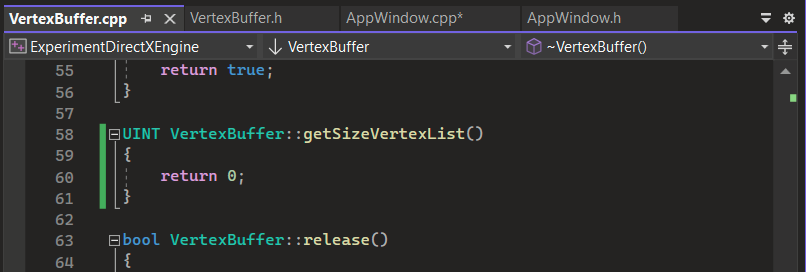 VertexBuffer.cpp VertexBuffer.h AppWindow.cpp* AppWindow.h
ExperimentDirectXEngine VertexBuffer ~VertexBuffer()
55 return true;
56 }
57
58 UINT VertexBuffer::getSizeVertexList()
59 {
60 return 0;
61 }
62
63 bool VertexBuffer::release()
64 {